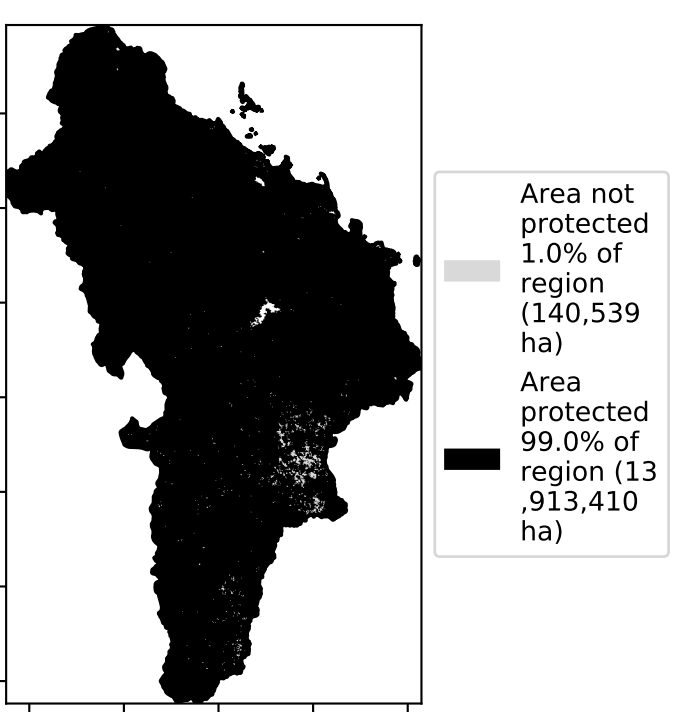 Area not
protected
1.0% of
region
(140,539
ha)
Area
protected
99.0% of
region (13
,913,410
ha)